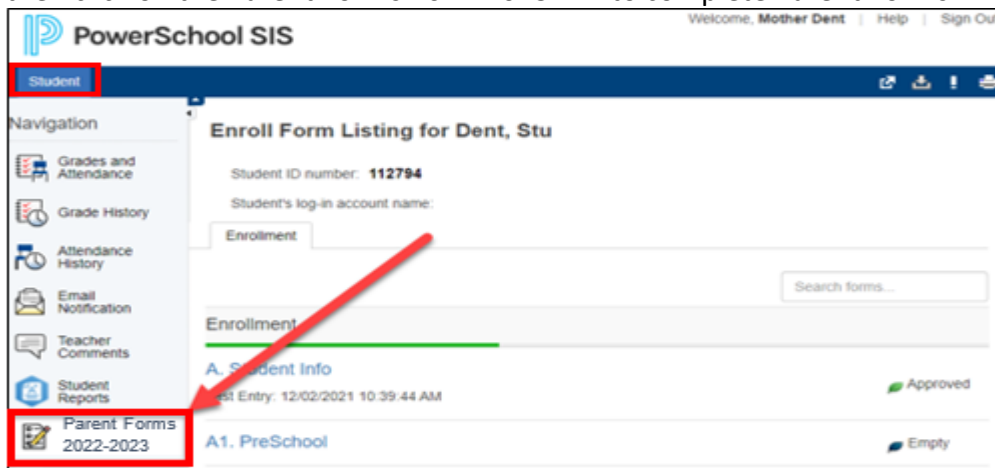 PowerSchool SIS
Welcome, Mother Dent | Help | Sign Out
Student
Navigation
Grades and
Attendance
Grade History
Attendance
History
Email
Notification
Teacher
Comments
Student
Reports
Parent Forms
2022-2023
Enroll Form Listing for Dent, Stu
Student ID number: 112794
Student's log-in account name:
Enrollment
Search forms...
Enrollment
A. Student Info
Entry: 12/02/2021 10:39:44 AM
Approved
A1. PreSchool
Empty